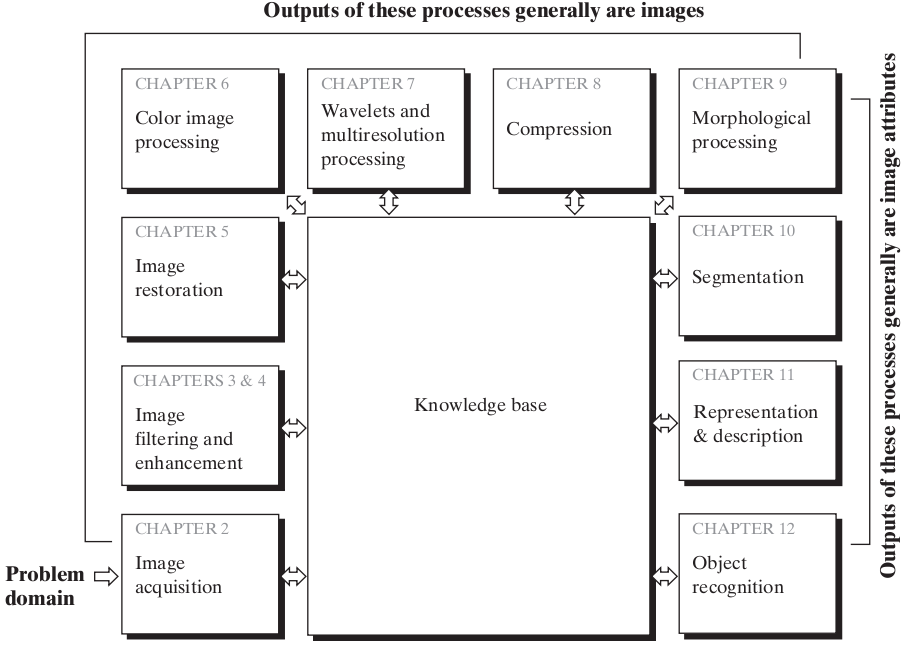 Outputs of these processes generally are images
CHAPTER 6
Color image
processing
CHAPTER 7
Wavelets and
multiresolution
processing
CHAPTER 8
Compression
CHAPTER 9
Morphological
processing
CHAPTER 5
Image
restoration
CHAPTERS 3 & 4
Image
filtering and
enhancement
CHAPTER 2
Image
acquisition
Problem
domain
Knowledge base
CHAPTER 10
Segmentation
CHAPTER 11
Representation
& description
CHAPTER 12
Object
recognition
Outputs of these processes generally are image attributes